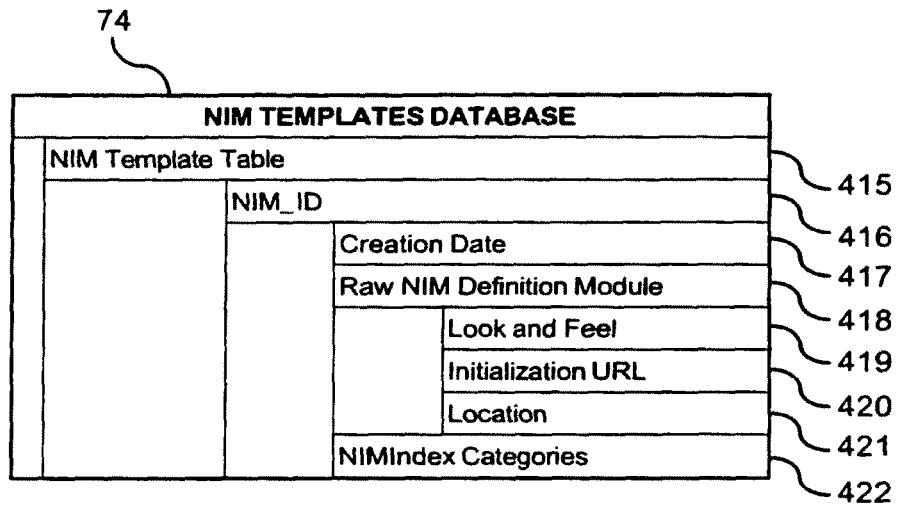 74
NIM TEMPLATES DATABASE
NIM Template Table 415
NIM_ID 416
Creation Date 417
Raw NIM Definition Module 418
Look and Feel 419
Initialization URL 420
Location 421
NIMIndex Categories 422